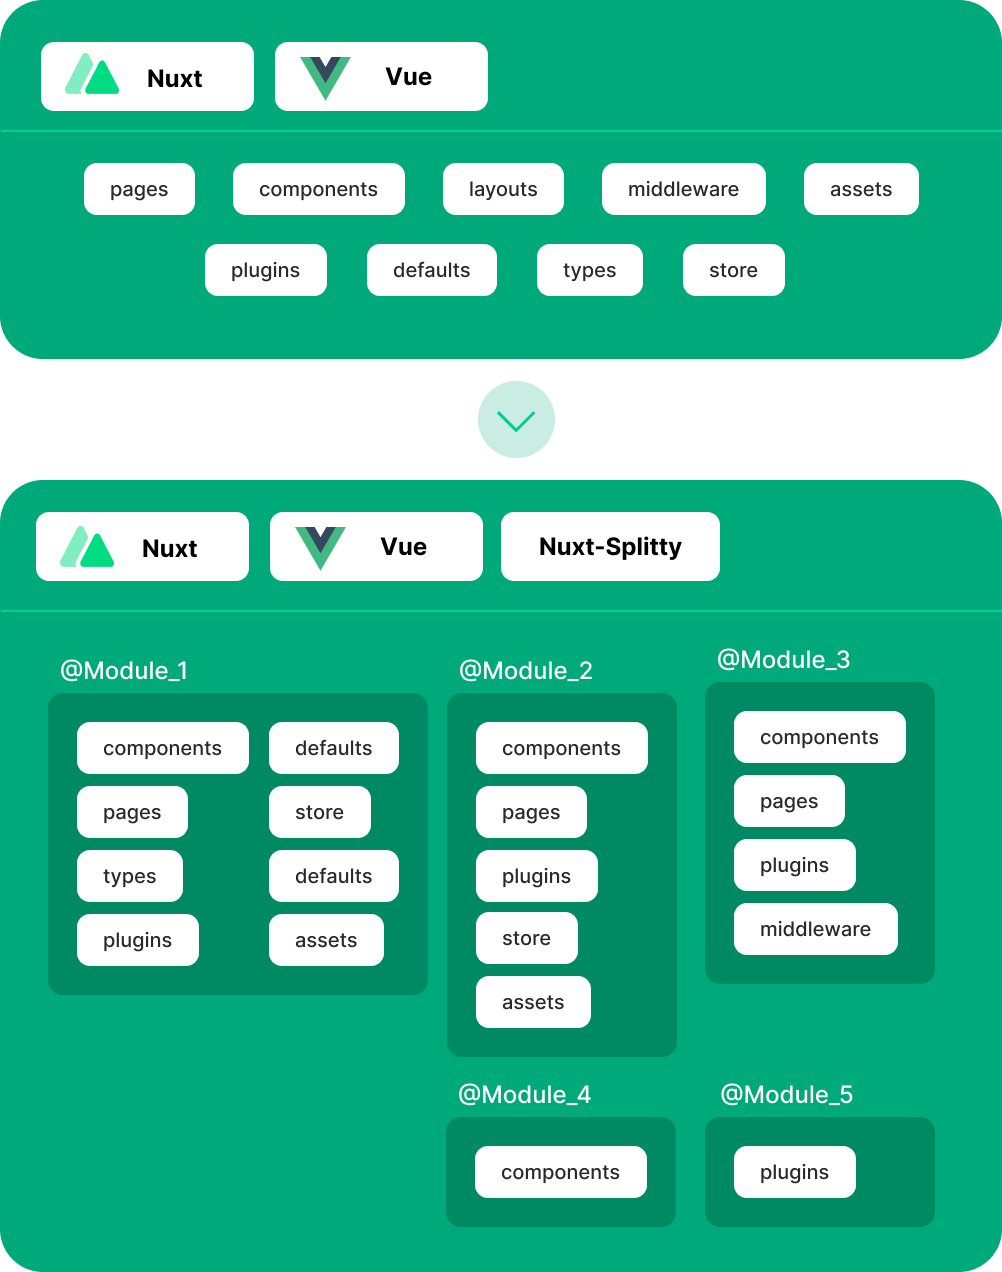 Nuxt
Vue
pages
components
layouts
middleware
assets
plugins
defaults
types
store
Nuxt
Vue
Nuxt-Splitty
@Module_1
components
defaults
pages
store
types
defaults
plugins
assets
@Module_2
components
pages
plugins
store
assets
@Module_3
components
pages
plugins
middleware
@Module_4
components
@Module_5
plugins